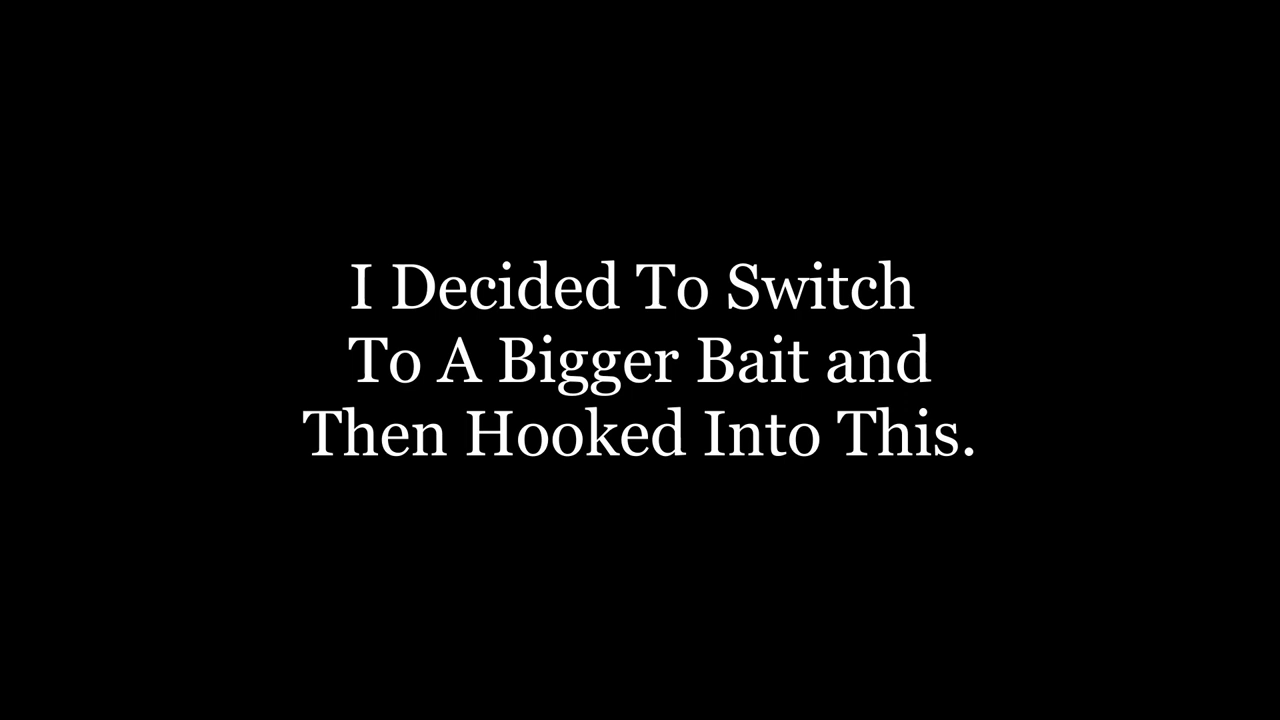 I Decided To Switch
To A Bigger Bait and
Then Hooked Into This.